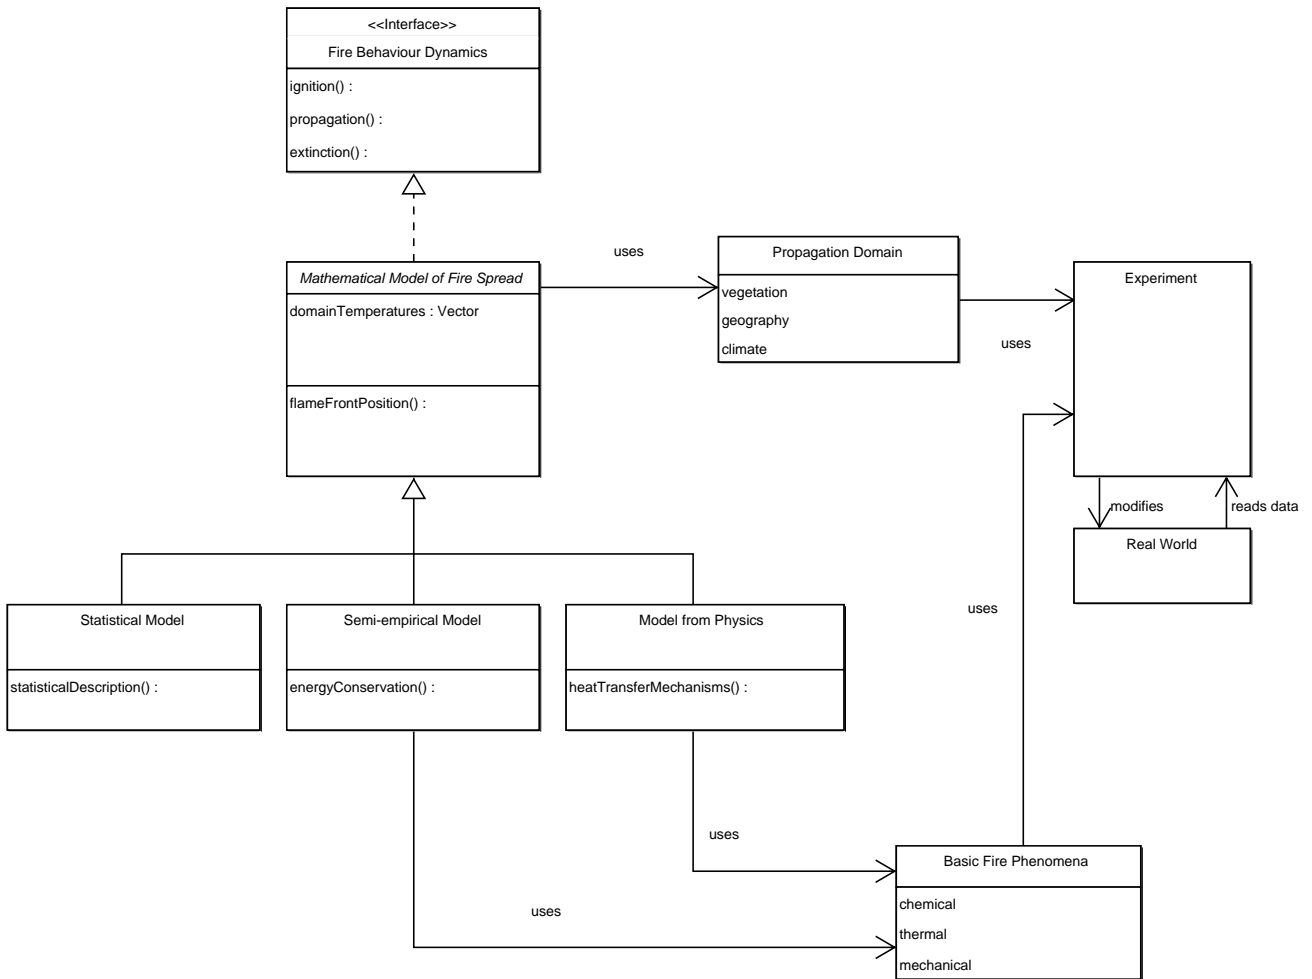 <<Interface>>
Fire Behaviour Dynamics
ignition() :
propagation() :
extinction() :
uses
Mathematical Model of Fire Spread
domainTemperatures : Vector
flameFrontPosition() :
Propagation Domain
vegetation
geography
climate
uses
Experiment
modifies
reads data
Real World
Statistical Model
statisticalDescription() :
Semi-empirical Model
energyConservation() :
Model from Physics
heatTransferMechanisms() :
uses
uses
uses
Basic Fire Phenomena
chemical
thermal
mechanical